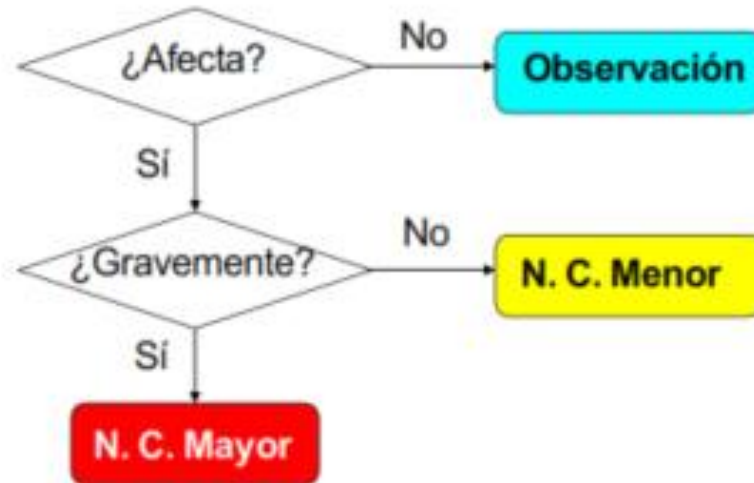 ¿Afecta?
No
Observación
Sí
¿Gravemente?
No
N. C. Menor
Sí
N. C. Mayor